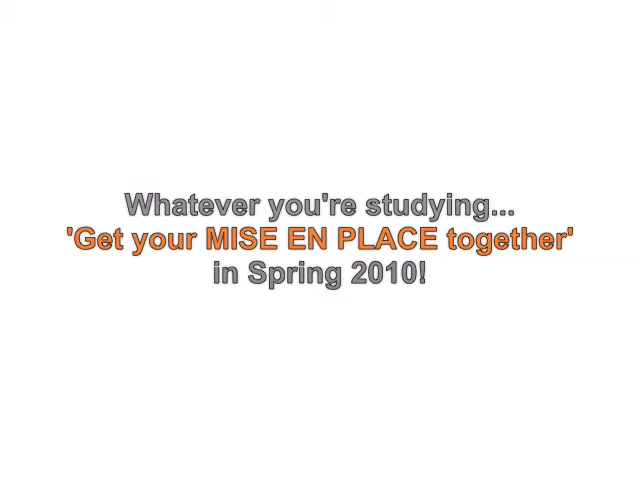 Whatever you're studying...
'Get your MISE EN PLACE together'
in Spring 2010!